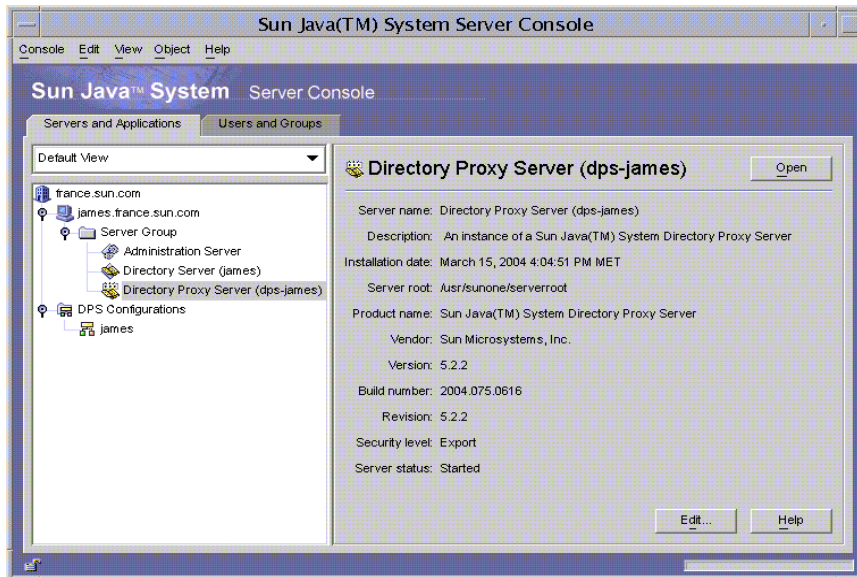 Sun Java(TM) System Server Console
Console Edit View Object Help
Sun Java™ System Server Console
Servers and Applications Users and Groups
Default View
france.sun.com
james.france.sun.com
Server Group
Administration Server
Directory Server (james)
Directory Proxy Server (dps-james)
DPS Configurations
james
Directory Proxy Server (dps-james) Open
Server name: Directory Proxy Server (dps-james)
Description: An instance of a Sun Java(TM) System Directory Proxy Server
Installation date: March 15, 2004 4:04:51 PM MET
Server root: /usr/sunone/serverroot
Product name: Sun Java(TM) System Directory Proxy Server
Vendor: Sun Microsystems, Inc.
Version: 5.2.2
Build number: 2004.075.0616
Revision: 5.2.2
Security level: Export
Server status: Started
Edit... Help